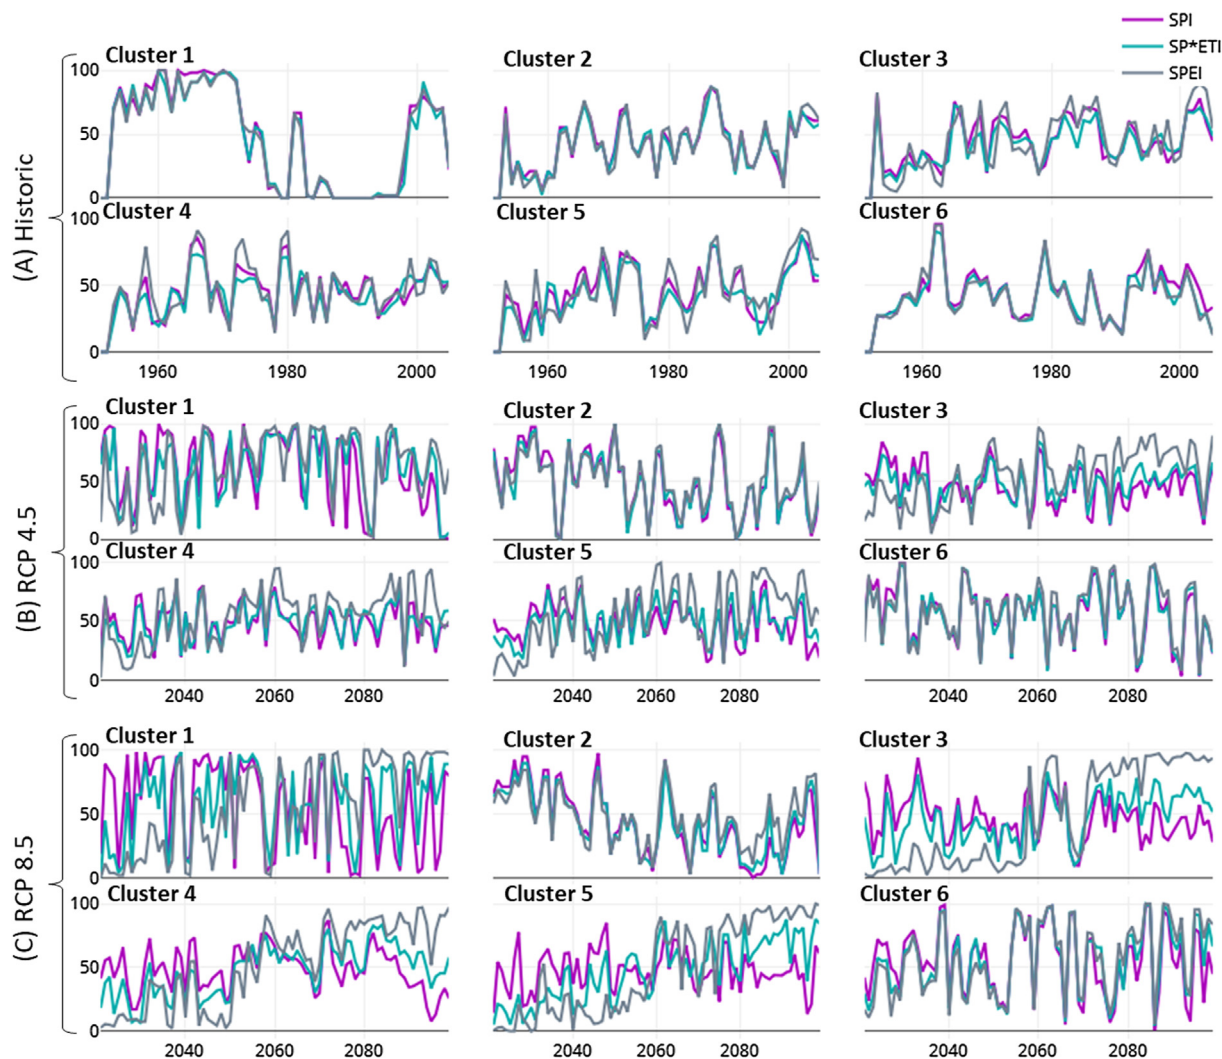 SPI
SP*ETI
SPEI
(A) Historic
Cluster 1
Cluster 2
Cluster 3
100
50
0
Cluster 4
Cluster 5
Cluster 6
100
50
0
1960 1980 2000
1960 1980 2000
1960 1980 2000
(B) RCP 4.5
Cluster 1
Cluster 2
Cluster 3
100
50
0
Cluster 4
Cluster 5
Cluster 6
100
50
0
2040 2060 2080
2040 2060 2080
2040 2060 2080
(C) RCP 8.5
Cluster 1
Cluster 2
Cluster 3
100
50
0
Cluster 4
Cluster 5
Cluster 6
100
50
0
2040 2060 2080
2040 2060 2080
2040 2060 2080